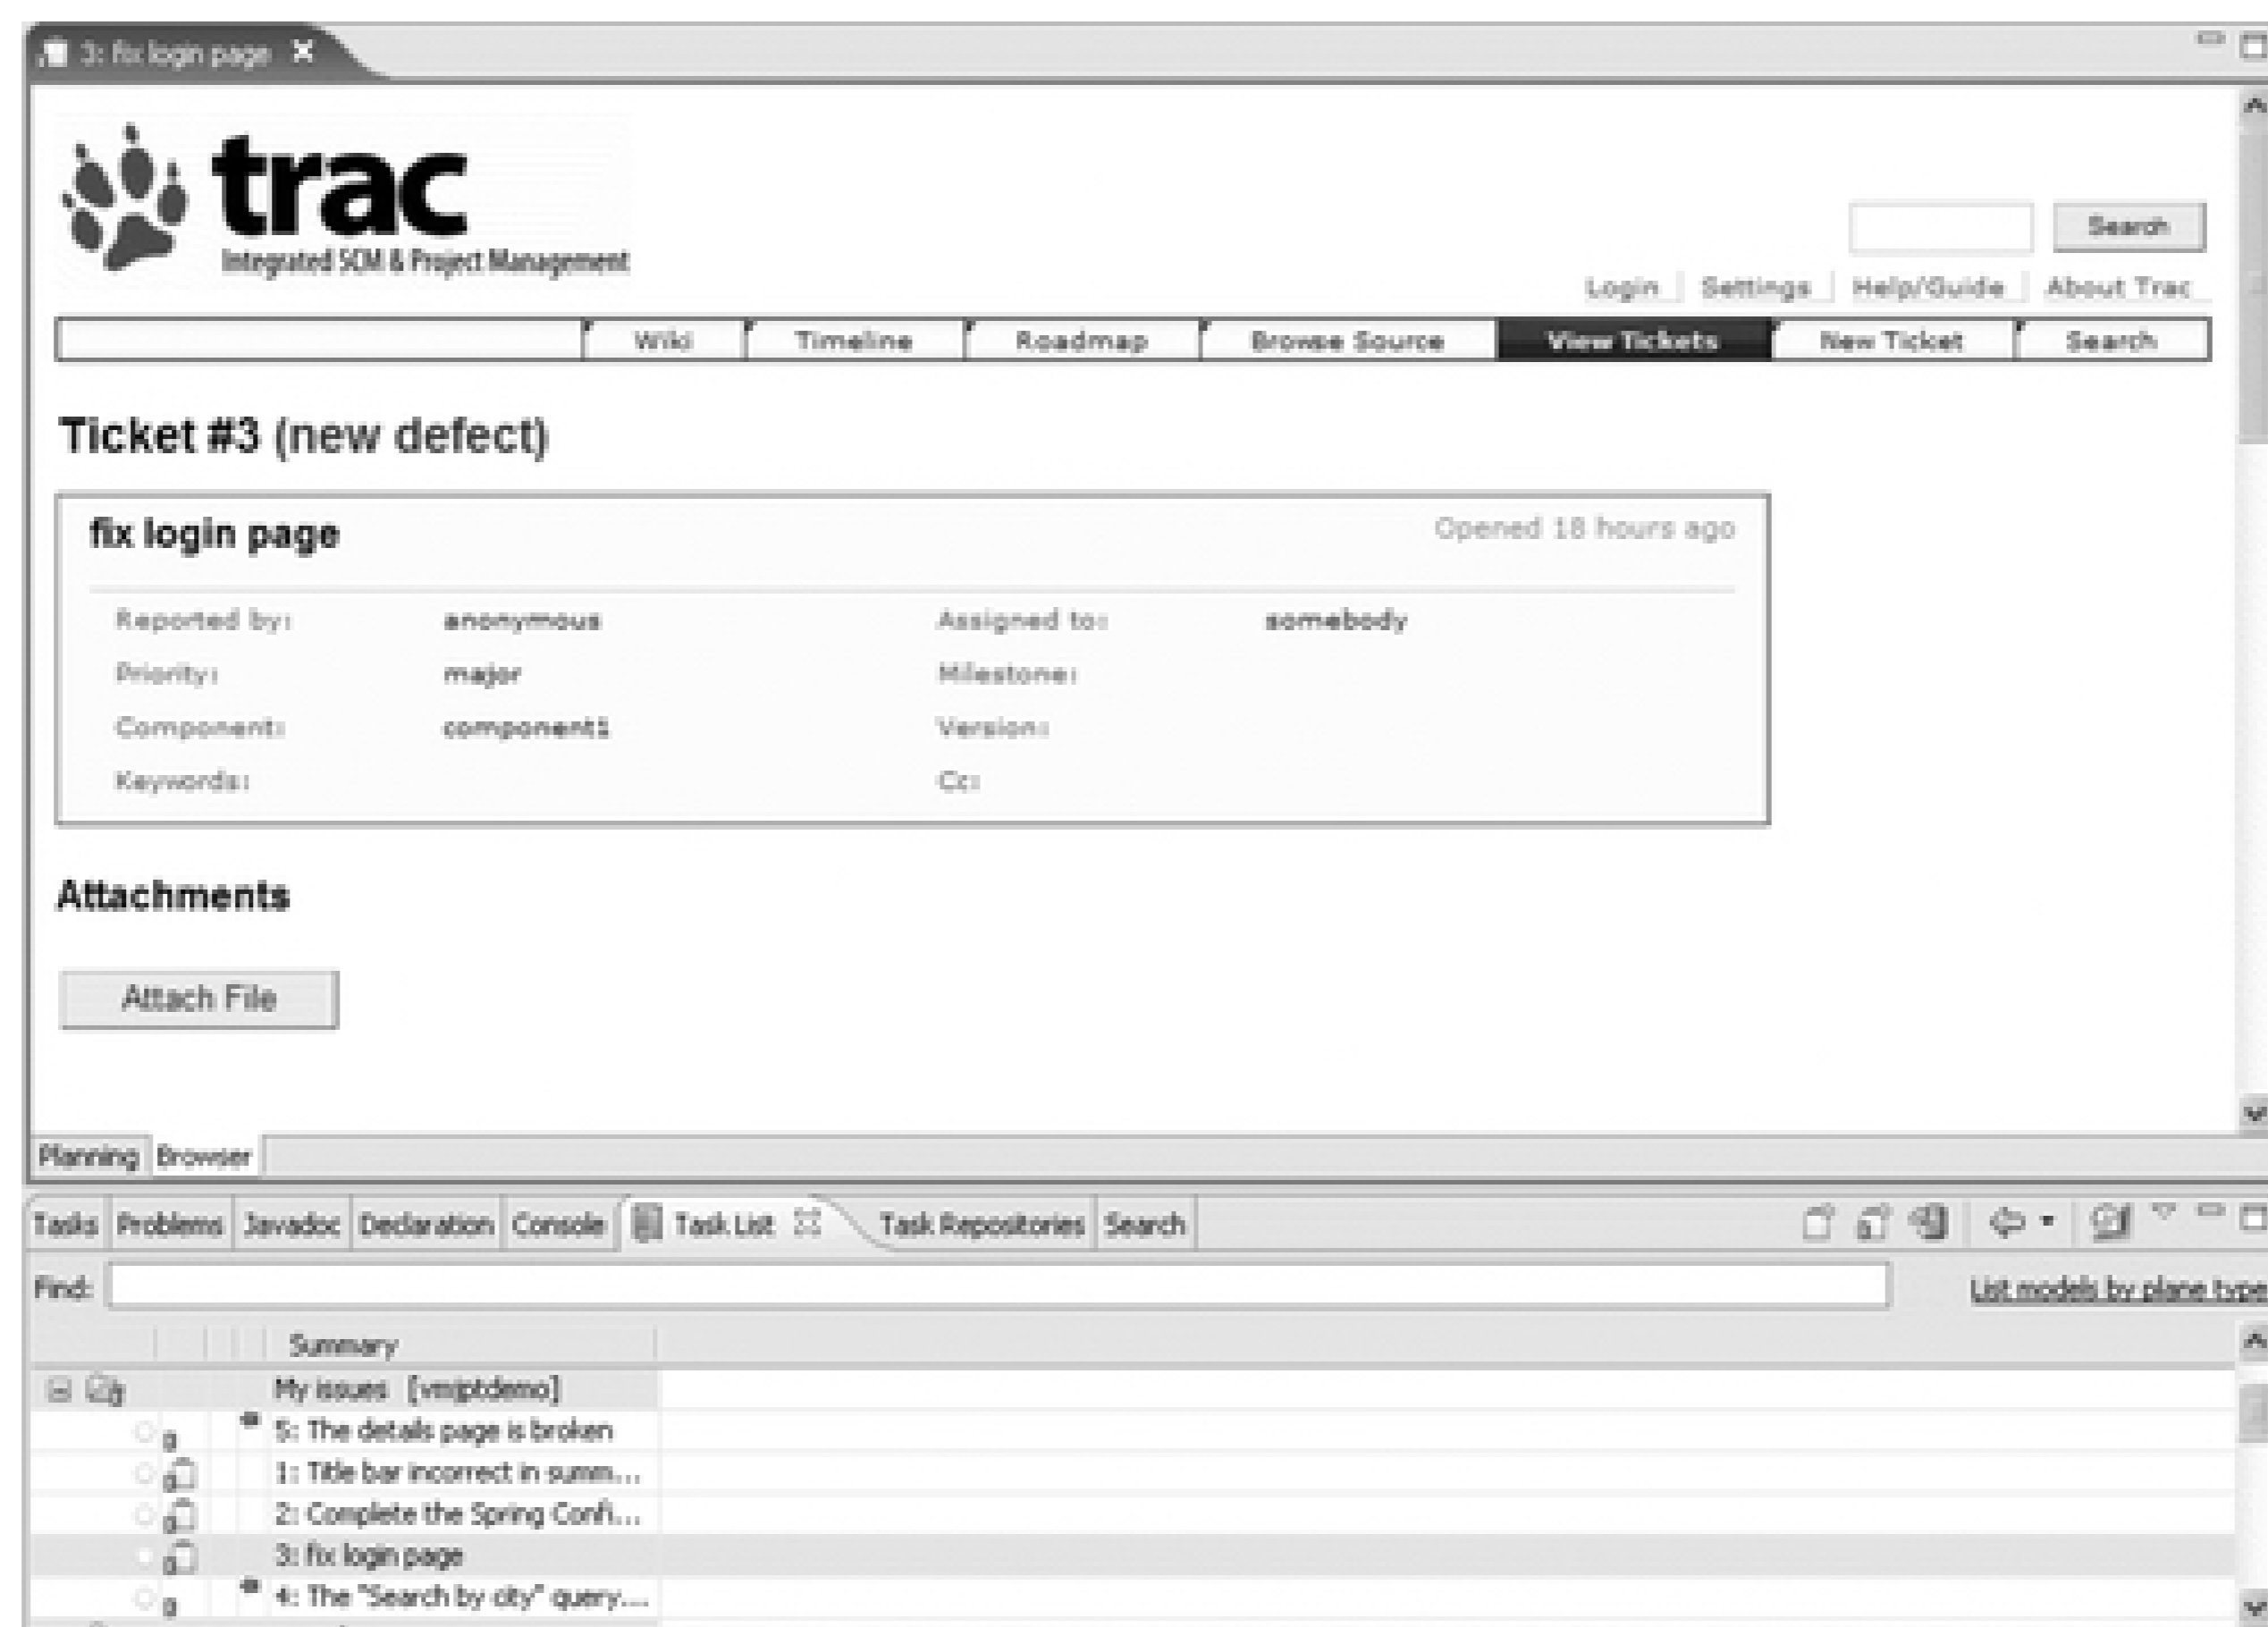 3: fix login page
trac
Integrated SCM & Project Management
Search
Login Settings Help/Guide About Trac
Wiki Timeline Roadmap Browse Source View Tickets New Ticket Search
Ticket #3 (new defect)
fix login page Opened 18 hours ago
Reported by: anonymous Assigned to: somebody
Priority: major Milestone:
Component: component1 Version:
Keywords: Cc:
Attachments
Attach File
Planning Browser
Tasks Problems Javadoc Declaration Console Task List Task Repositories Search
Find: List models by plane type
Summary
My issues [vmjptdemo]
5: The details page is broken
1: Title bar incorrect in summ...
2: Complete the Spring Confi...
3: fix login page
4: The "Search by city" query....